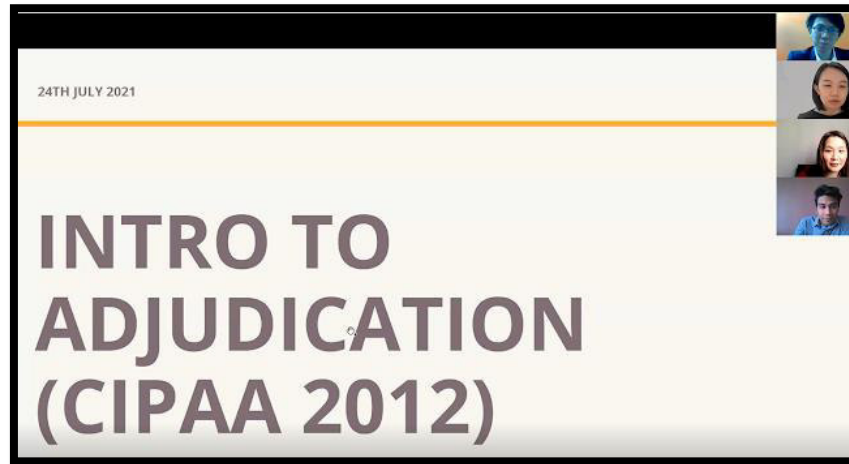 24TH JULY 2021
INTRO TO
ADJUDICATION
(CIPAA 2012)